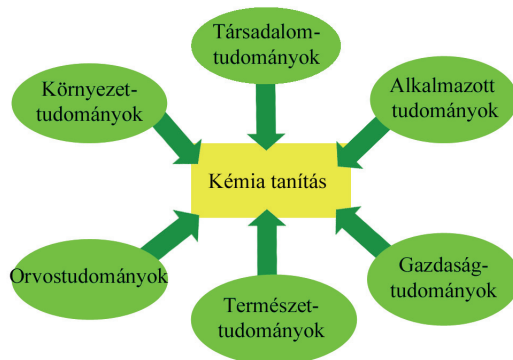 Társadalom-
tudományok
Környezet-
tudományok
Alkalmazott
tudományok
Kémia tanítás
Orvostudományok
Természet-
tudományok
Gazdaság-
tudományok